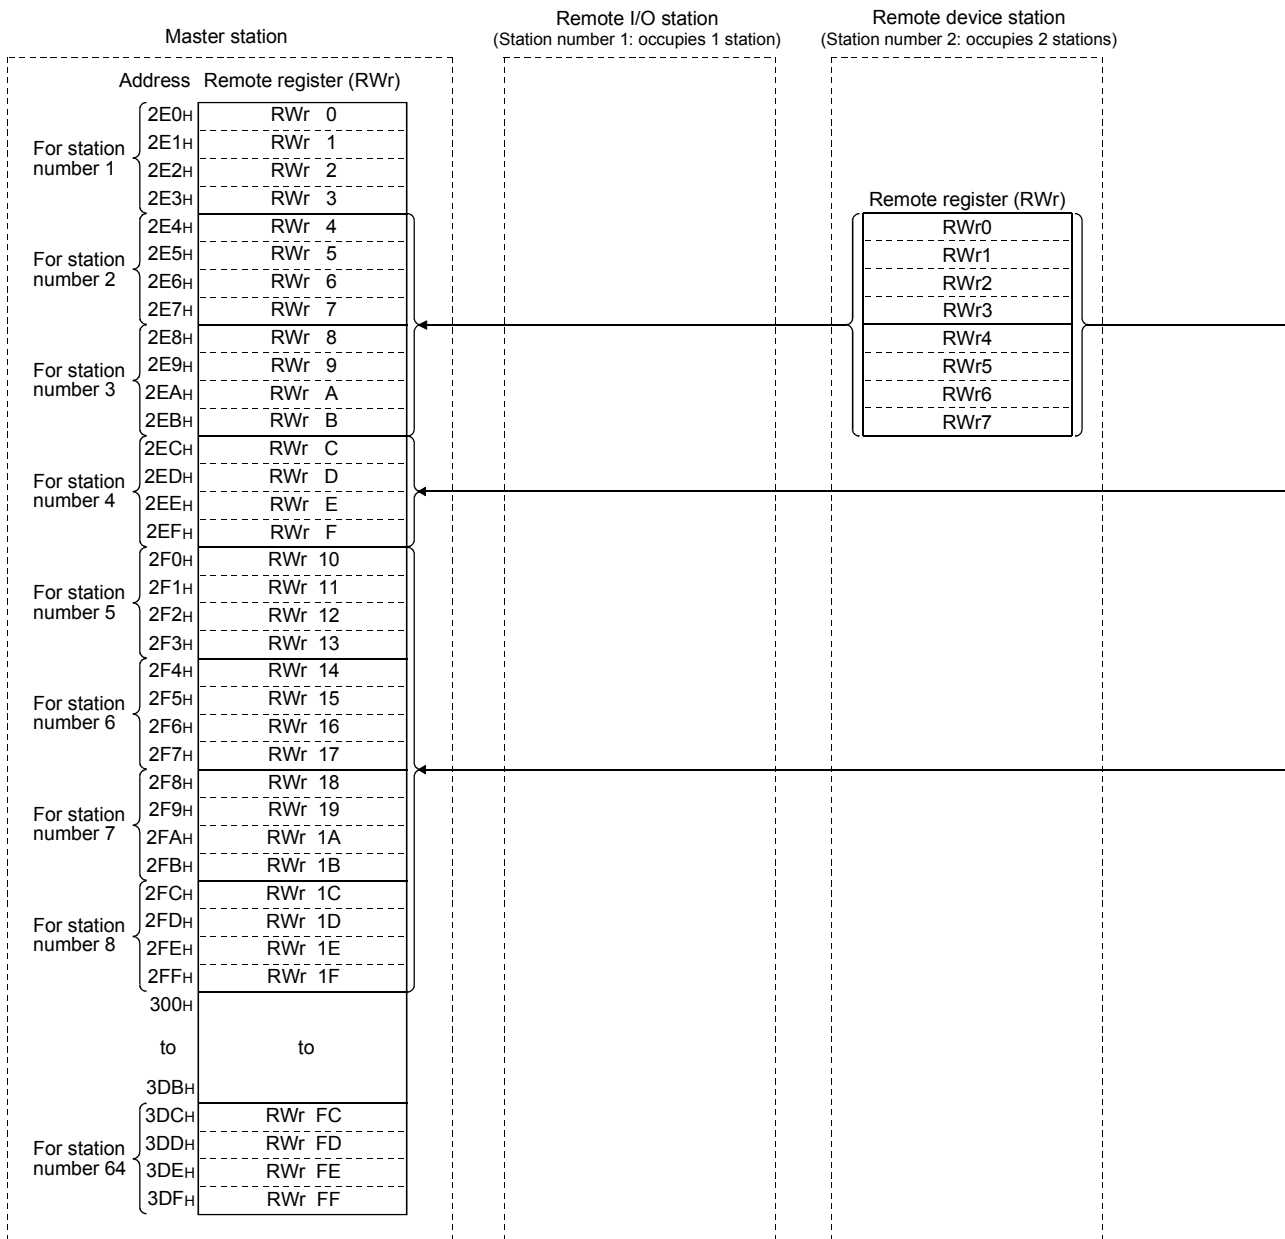 Master station
Remote I/O station
(Station number 1: occupies 1 station)
Remote device station
(Station number 2: occupies 2 stations)
Address Remote register (RWr)
For station
number 1
2E0H RWr 0
2E1H RWr 1
2E2H RWr 2
2E3H RWr 3
For station
number 2
2E4H RWr 4
2E5H RWr 5
2E6H RWr 6
2E7H RWr 7
For station
number 3
2E8H RWr 8
2E9H RWr 9
2EAH RWr A
2EBH RWr B
For station
number 4
2ECH RWr C
2EDH RWr D
2EEH RWr E
2EFH RWr F
For station
number 5
2F0H RWr 10
2F1H RWr 11
2F2H RWr 12
2F3H RWr 13
For station
number 6
2F4H RWr 14
2F5H RWr 15
2F6H RWr 16
2F7H RWr 17
For station
number 7
2F8H RWr 18
2F9H RWr 19
2FAH RWr 1A
2FBH RWr 1B
For station
number 8
2FCH RWr 1C
2FDH RWr 1D
2FEH RWr 1E
2FFH RWr 1F
300H
to to
3DBH
For station
number 64
3DCH RWr FC
3DDH RWr FD
3DEH RWr FE
3DFH RWr FF
Remote register (RWr)
RWr0
RWr1
RWr2
RWr3
RWr4
RWr5
RWr6
RWr7